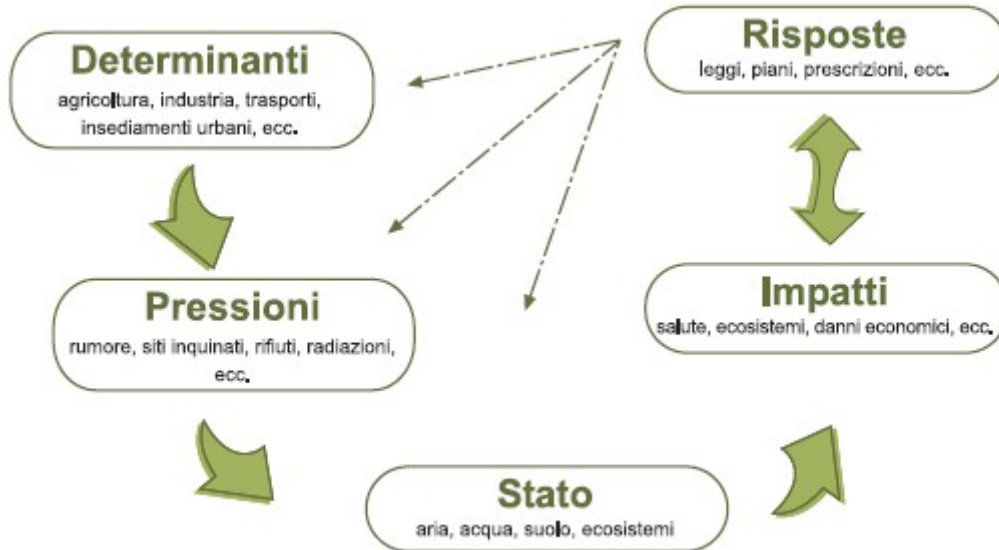 Determinanti
agricoltura, industria, trasporti,
insediamenti urbani, ecc.
Risposte
leggi, piani, prescrizioni, ecc.
Pressioni
rumore, siti inquinati, rifiuti, radiazioni,
ecc.
Impatti
salute, ecosistemi, danni economici, ecc.
Stato
aria, acqua, suolo, ecosistemi